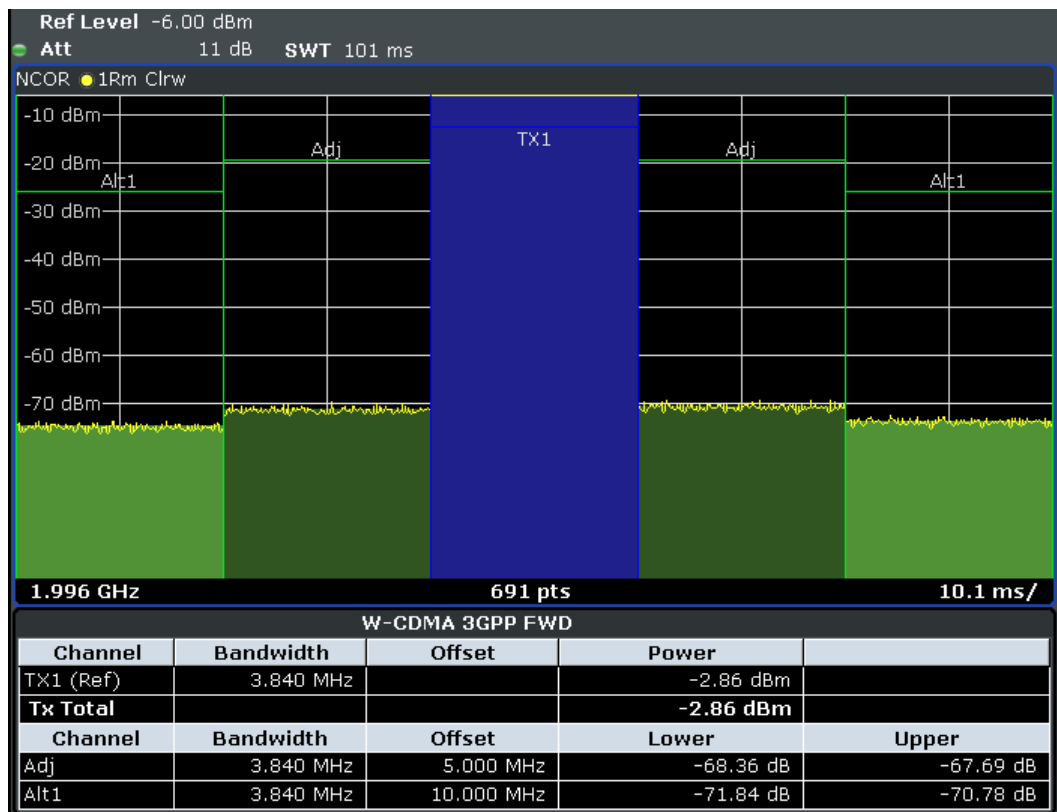 Ref Level -6.00 dBm
Att 11 dB SWT 101 ms
NCOR 1Rm Clrw
-10 dBm
TX1
Adj Adj
-20 dBm
Alt1 Alt1
-30 dBm
-40 dBm
-50 dBm
-60 dBm
-70 dBm
1.996 GHz 691 pts 10.1 ms/
W-CDMA 3GPP FWD
Channel Bandwidth Offset Power
TX1 (Ref) 3.840 MHz -2.86 dBm
Tx Total -2.86 dBm
Channel Bandwidth Offset Lower Upper
Adj 3.840 MHz 5.000 MHz -68.36 dB -67.69 dB
Alt1 3.840 MHz 10.000 MHz -71.84 dB -70.78 dB